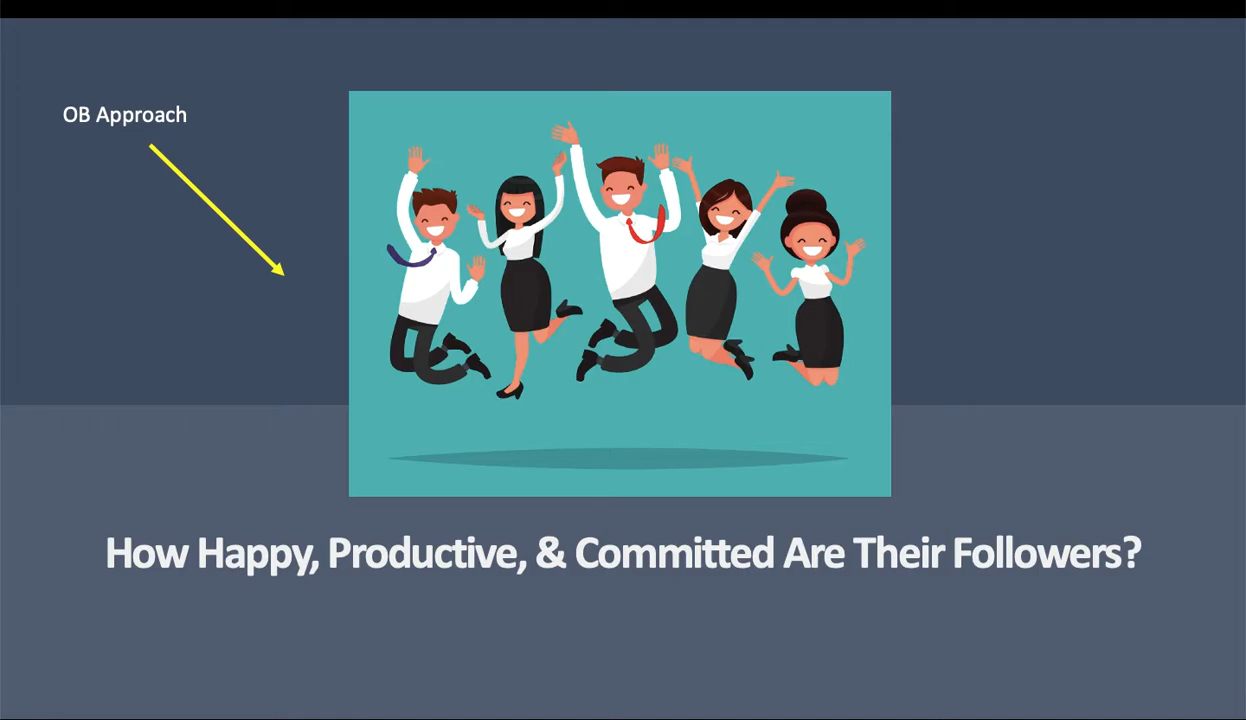 OB Approach
How Happy, Productive, & Committed Are Their Followers?